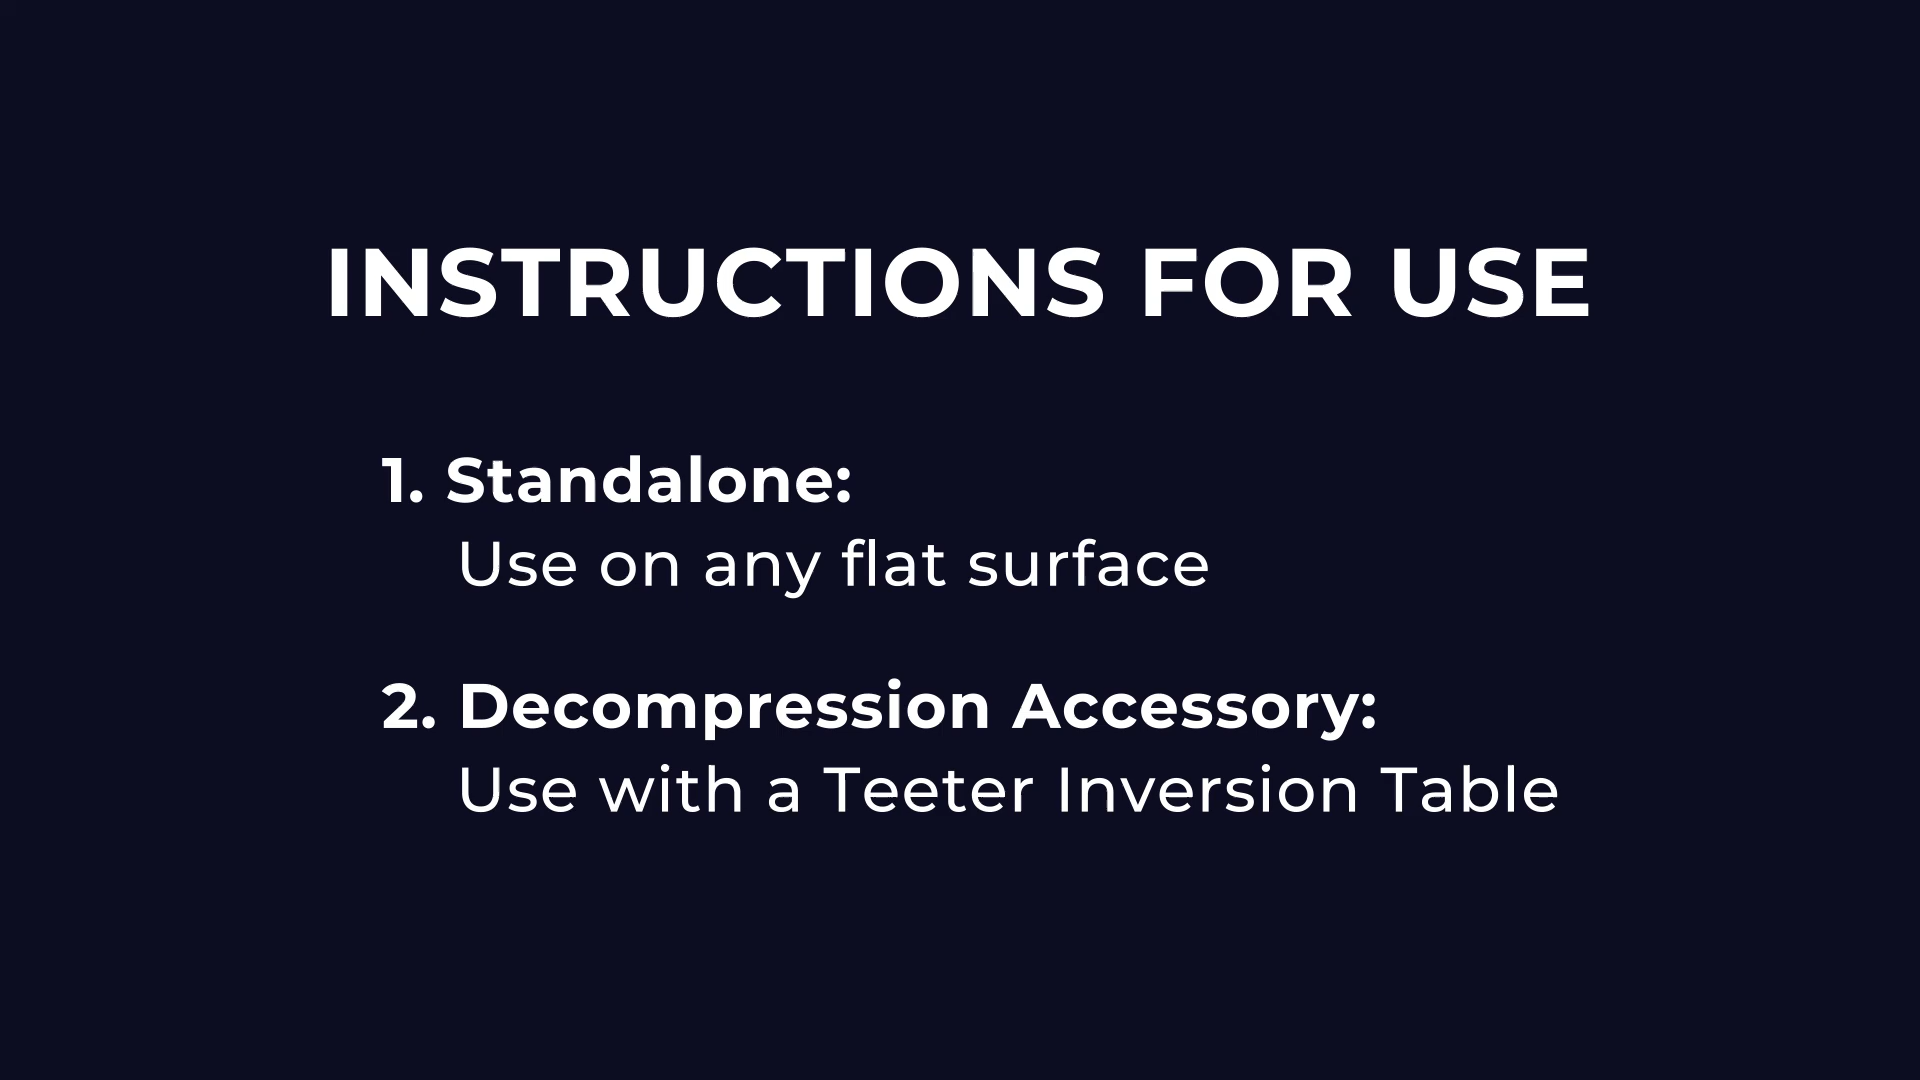 INSTRUCTIONS FOR USE
1. Standalone:
Use on any flat surface
2. Decompression Accessory:
Use with a Teeter Inversion Table